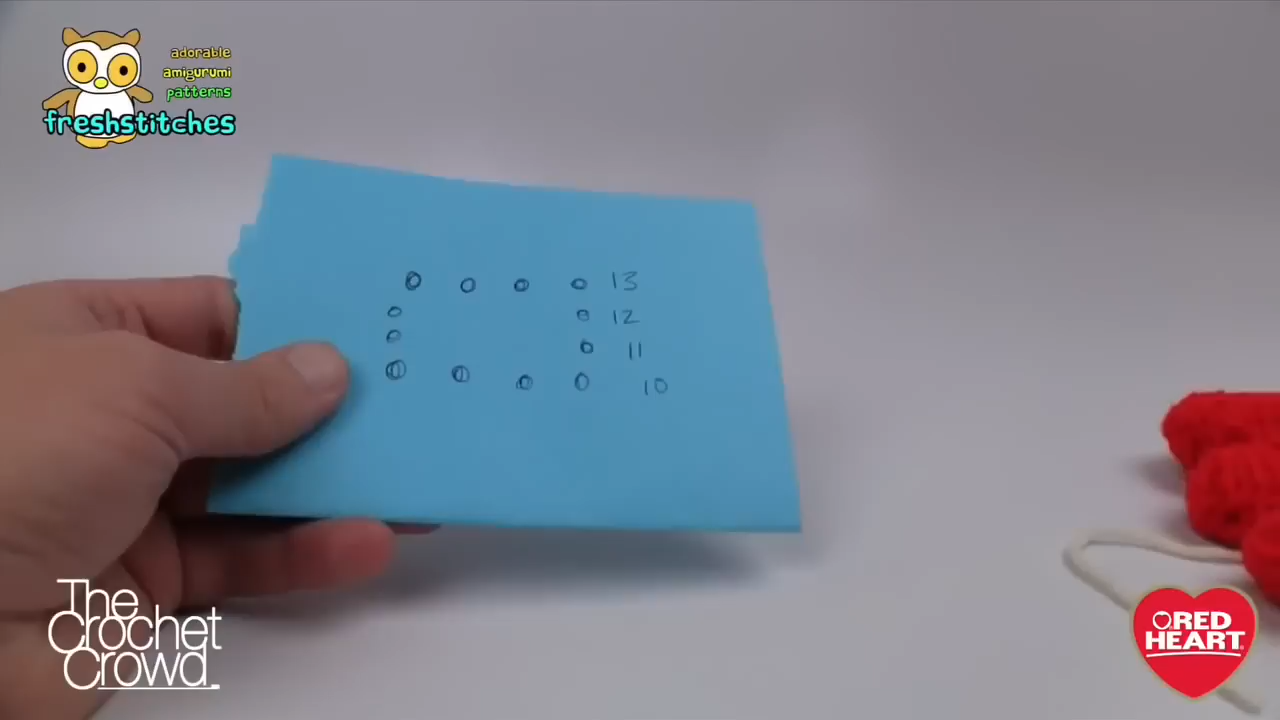 adorable
amigurumi
patterns
freshstitches
o o o o 13
o o 12
o o 11
o o o o 10
The
Crochet
Crowd
RED
HEART